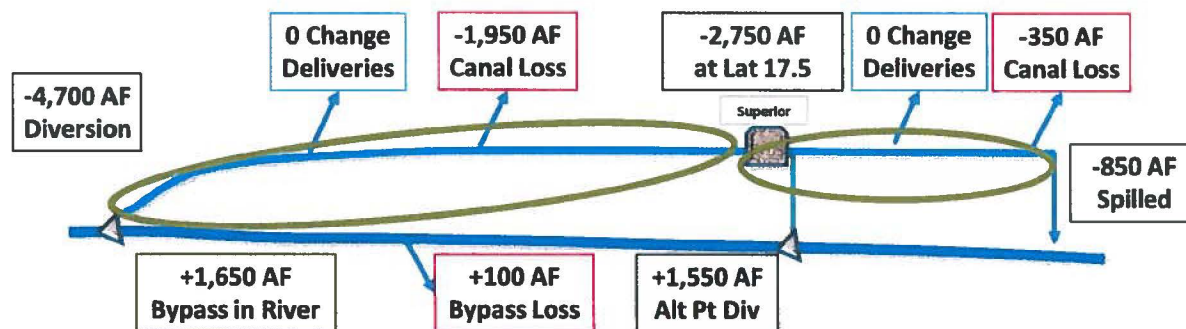 0 Change
Deliveries
-1,950 AF
Canal Loss
-2,750 AF
at Lat 17.5
0 Change
Deliveries
-350 AF
Canal Loss
-4,700 AF
Diversion
Superior
-850 AF
Spilled
+1,650 AF
Bypass in River
+100 AF
Bypass Loss
+1,550 AF
Alt Pt Div